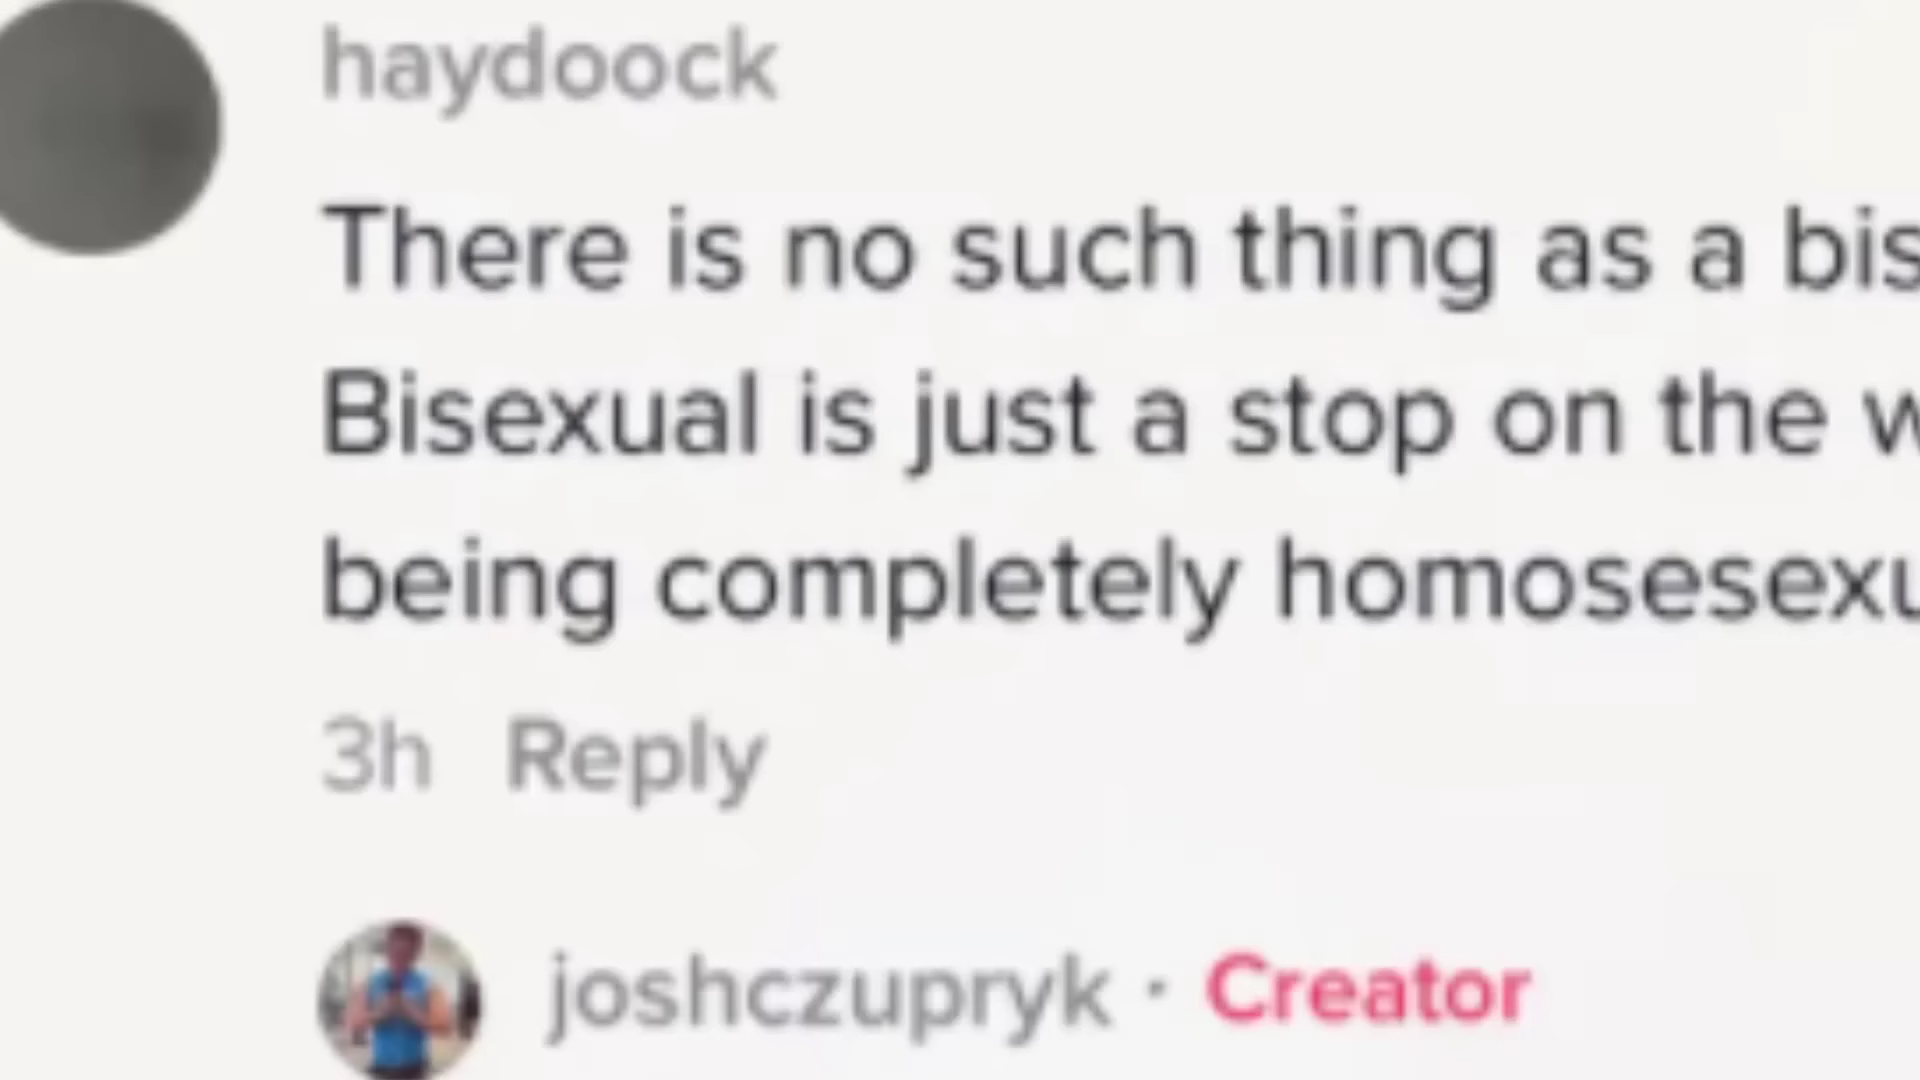 haydoock
There is no such thing as a bis
Bisexual is just a stop on the w
being completely homosesexu
3h Reply
joshczupryk · Creator